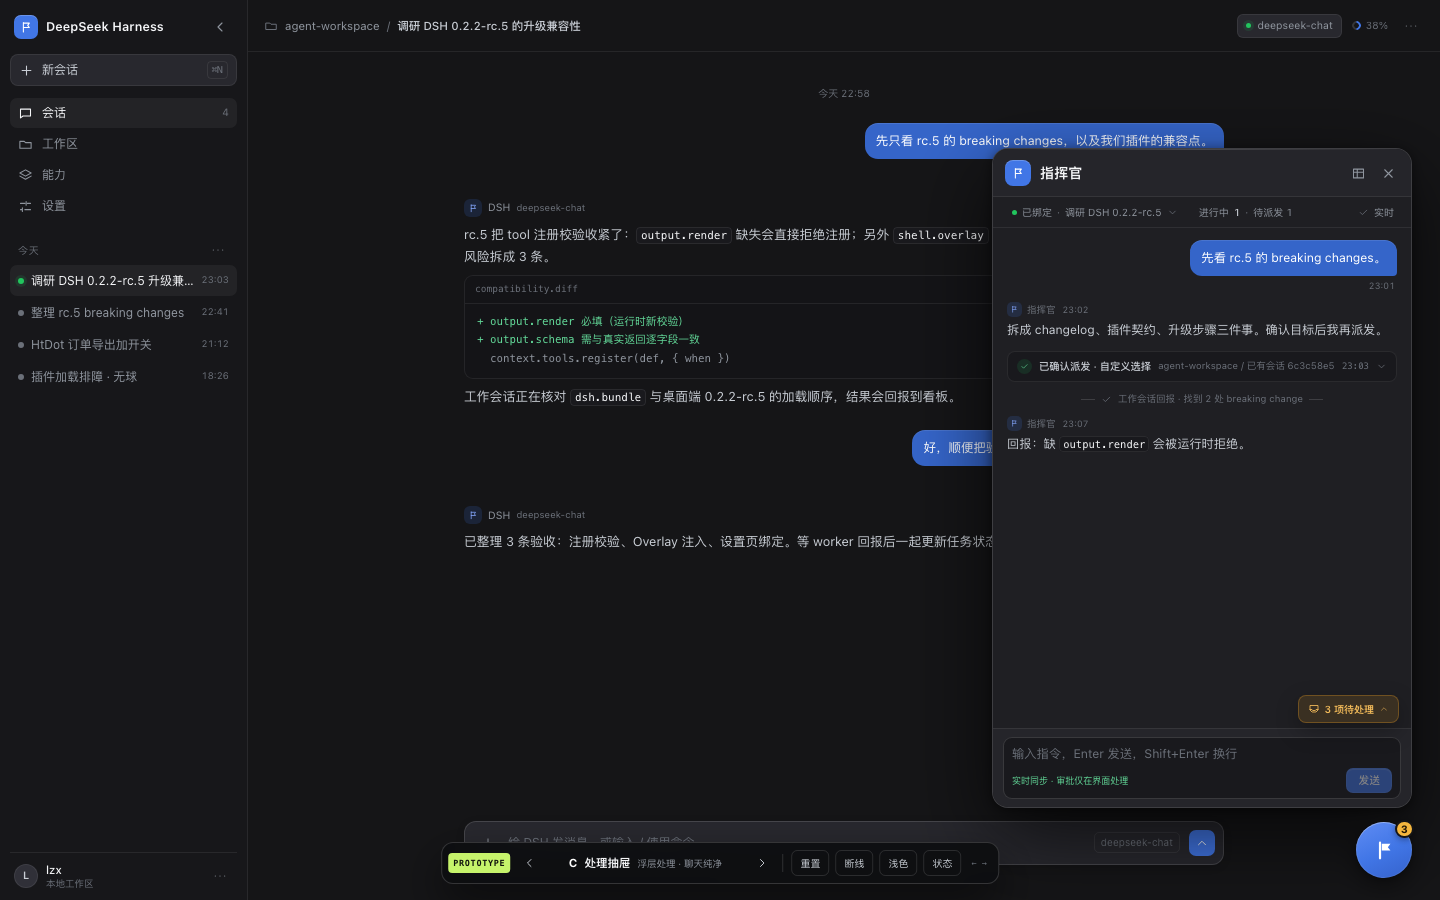 DeepSeek Harness
新会话 ⌘N
会话 4
工作区
能力
设置
今天 ···
调研 DSH 0.2.2-rc.5 升级兼... 23:03
整理 rc.5 breaking changes 22:41
HtDot 订单导出加开关 21:12
插件加载排障 · 无球 18:26
L
lzx
本地工作区
···
agent-workspace / 调研 DSH 0.2.2-rc.5 的升级兼容性
deepseek-chat
38%
···
今天 22:58
先只看 rc.5 的 breaking changes，以及我们插件的兼容点。
DSH deepseek-chat
rc.5 把 tool 注册校验收紧了： output.render 缺失会直接拒绝注册；另外 shell.overlay
风险拆成 3 条。
compatibility.diff
+ output.render 必填（运行时新校验）
+ output.schema 需与真实返回逐字段一致
context.tools.register(def, { when })
工作会话正在核对 dsh.bundle 与桌面端 0.2.2-rc.5 的加载顺序，结果会回报到看板。
好，顺便把
DSH deepseek-chat
已整理 3 条验收：注册校验、Overlay 注入、设置页绑定。等 worker 回报后一起更新任务状态
deepseek-chat
指挥官
已绑定 · 调研 DSH 0.2.2-rc.5
进行中 1 · 待派发 1
实时
先看 rc.5 的 breaking changes。
23:01
指挥官 23:02
拆成 changelog、插件契约、升级步骤三件事。确认目标后我再派发。
已确认派发 · 自定义选择 agent-workspace / 已有会话 6c3c58e5 23:03
工作会话回报 · 找到 2 处 breaking change
指挥官 23:07
回报：缺 output.render 会被运行时拒绝。
3 项待处理
输入指令，Enter 发送，Shift+Enter 换行
实时同步 · 审批仅在界面处理
发送
3
PROTOTYPE
C 处理抽屉 浮层处理 · 聊天纯净
重置
断线
浅色
状态
← →